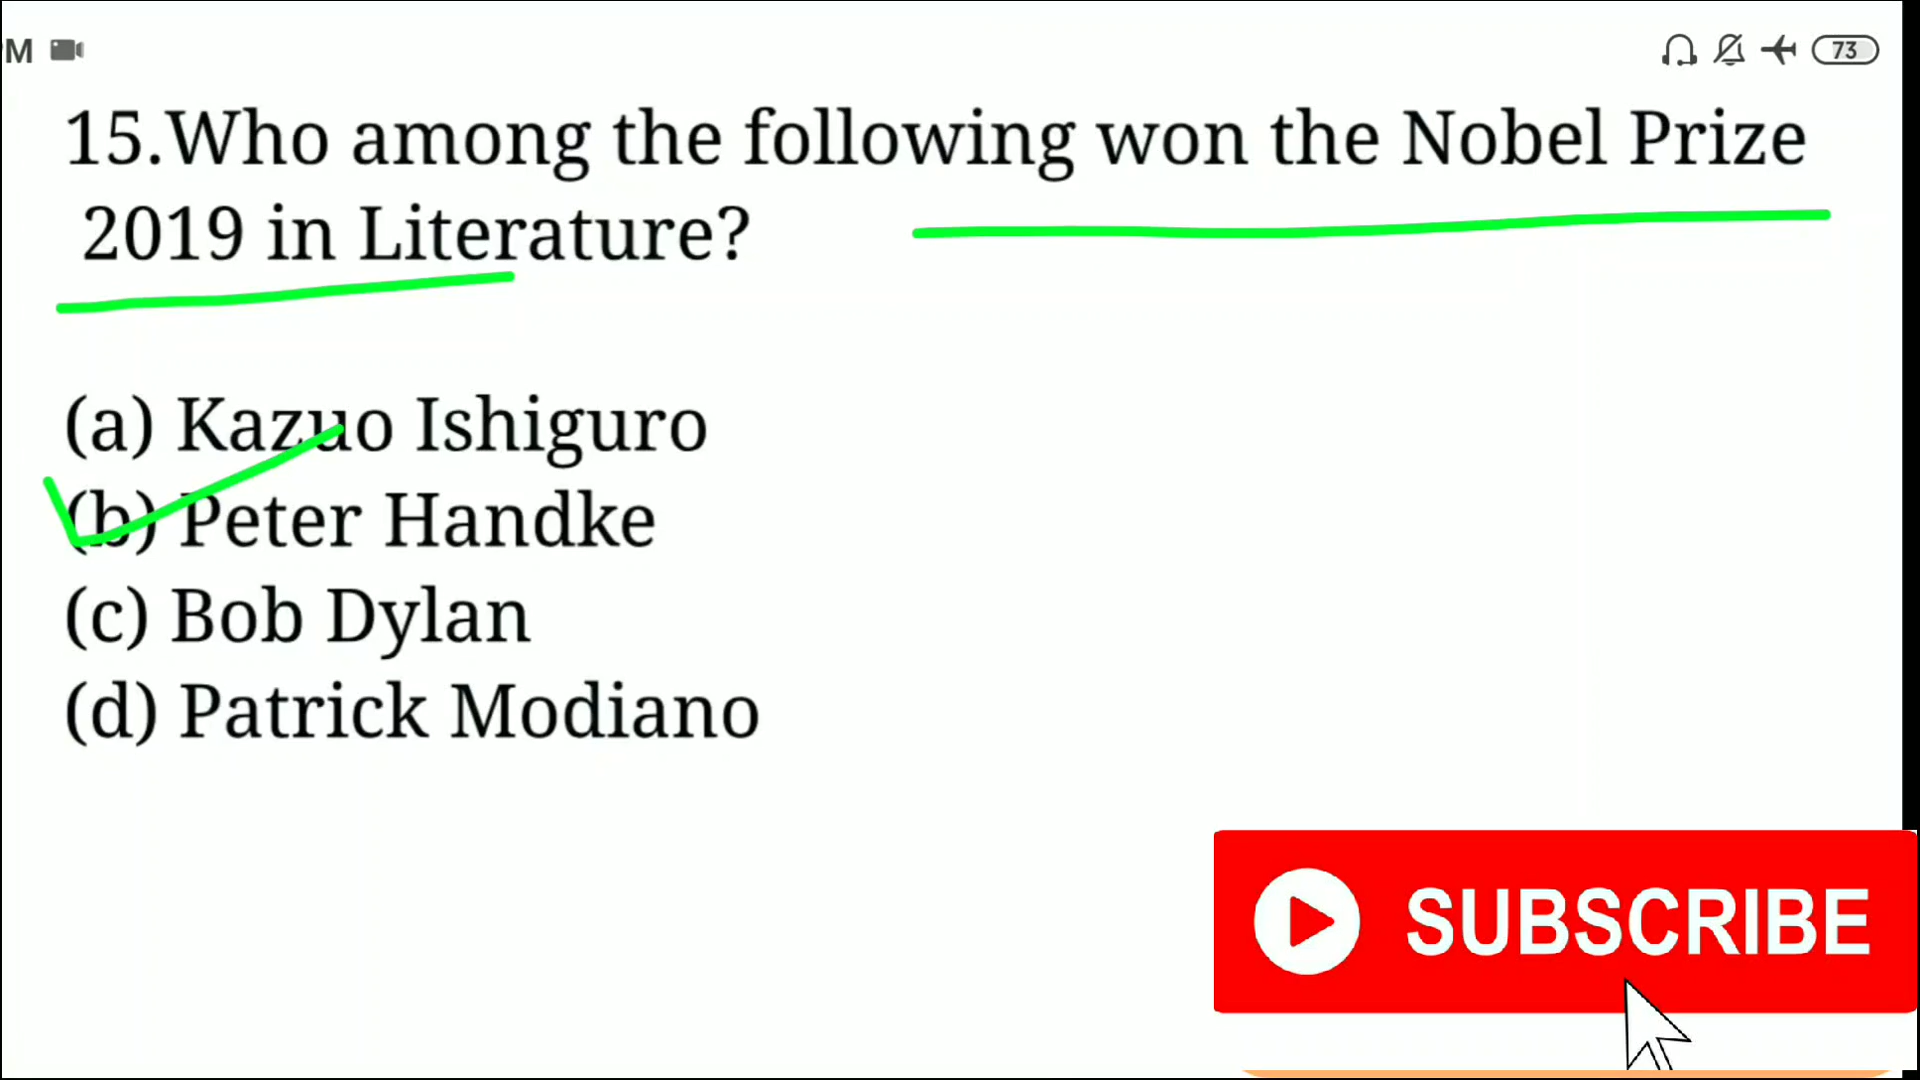 PM
73
15.Who among the following won the Nobel Prize
2019 in Literature?
(a) Kazuo Ishiguro
(b) Peter Handke
(c) Bob Dylan
(d) Patrick Modiano
SUBSCRIBE